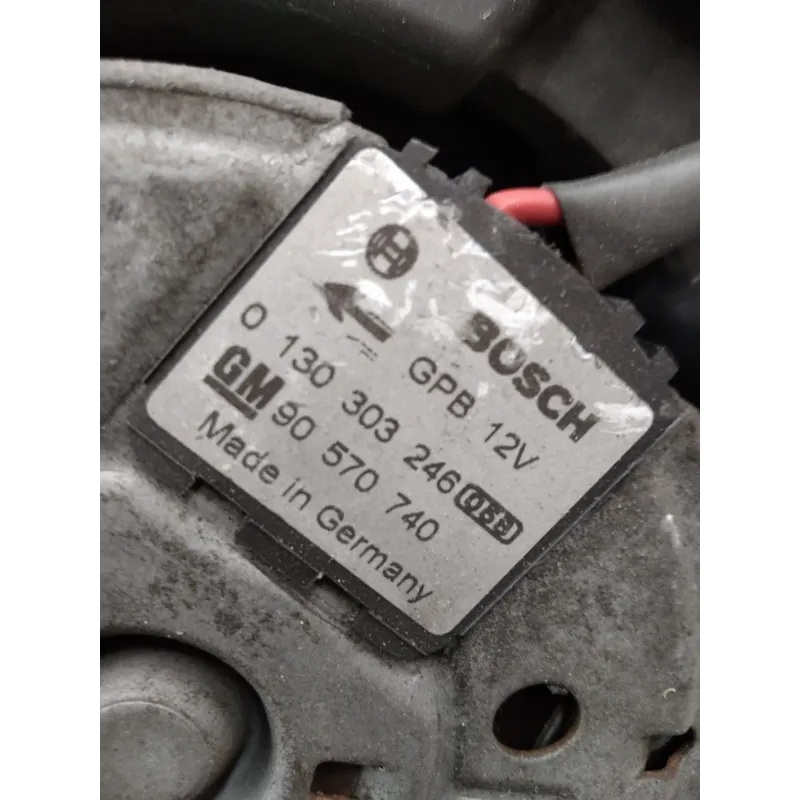 BOSCH
GPB 12V
0 130 303 246
GM 90 570 740
Made in Germany